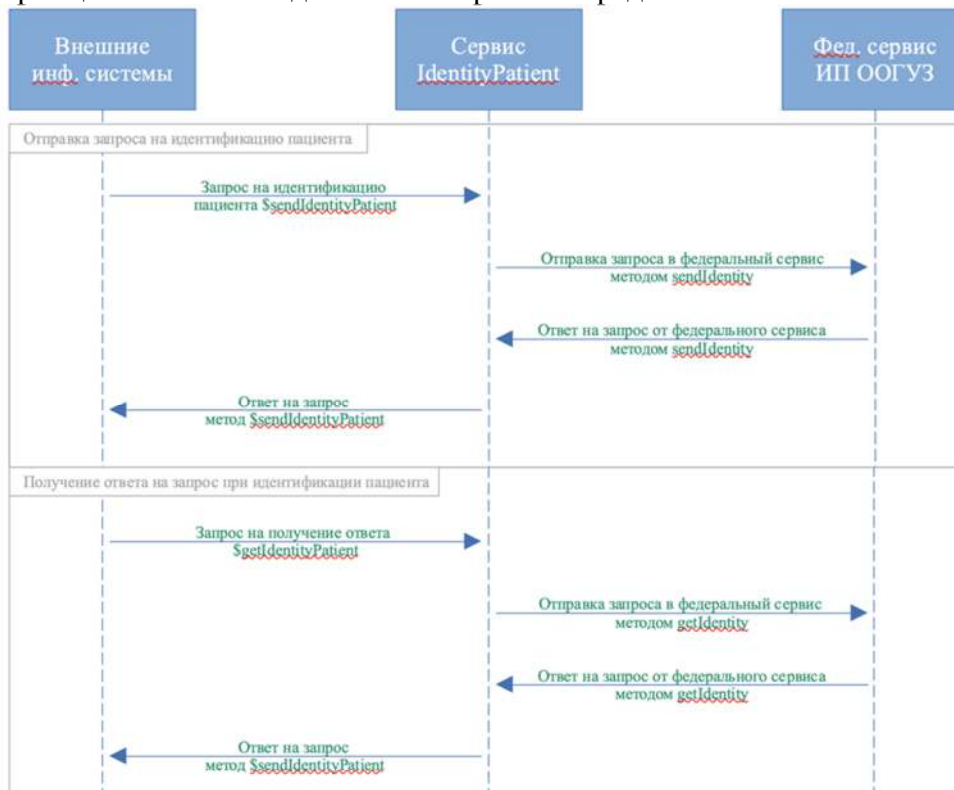 Внешние
инф. системы
Сервис
IdentityPatient
Фед. сервис
ИП ООГУЗ
Отправка запроса на идентификацию пациента
Запрос на идентификацию
пациента $sendIdentityPatient
Отправка запроса в федеральный сервис
методом sendIdentity
Ответ на запрос от федерального сервиса
методом sendIdentity
Ответ на запрос
метод $sendIdentityPatient
Получение ответа на запрос при идентификации пациента
Запрос на получение ответа
$getIdentityPatient
Отправка запроса в федеральный сервис
методом getIdentity
Ответ на запрос от федерального сервиса
методом getIdentity
Ответ на запрос
метод $sendIdentityPatient